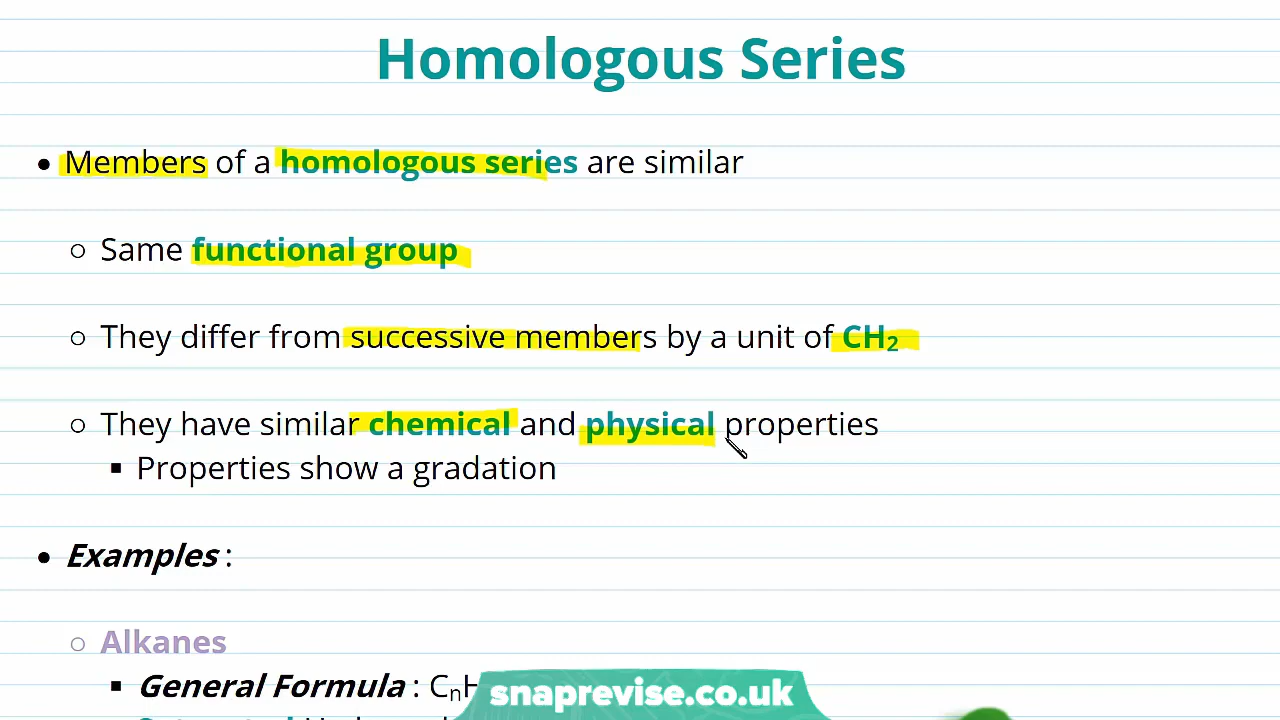 Homologous Series
• Members of a homologous series are similar
○ Same functional group
○ They differ from successive members by a unit of CH₂
○ They have similar chemical and physical properties
▪ Properties show a gradation
• Examples :
○ Alkanes
▪ General Formula : CₙH
snaprevise.co.uk